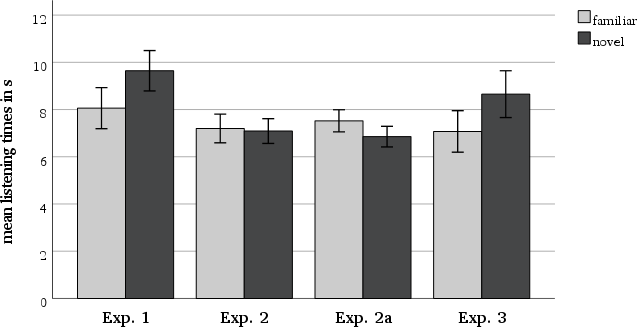 12
10
8
6
4
2
0
mean listening times in s
Exp. 1
Exp. 2
Exp. 2a
Exp. 3
familiar
novel